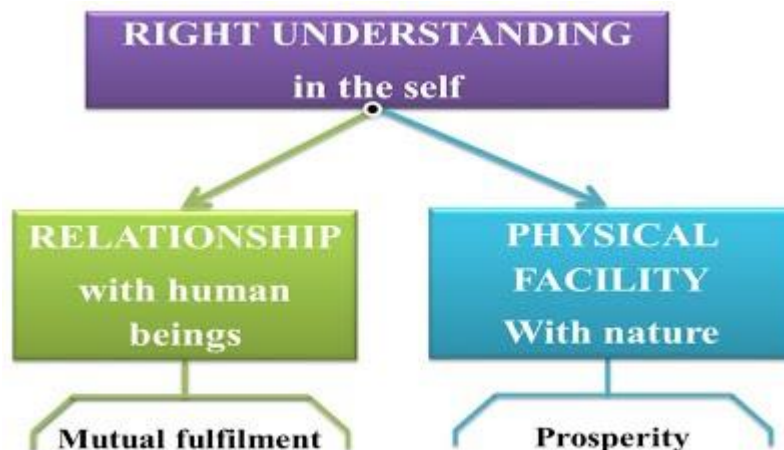 RIGHT UNDERSTANDING
in the self
RELATIONSHIP
with human
beings
PHYSICAL
FACILITY
With nature
Mutual fulfilment
Prosperity